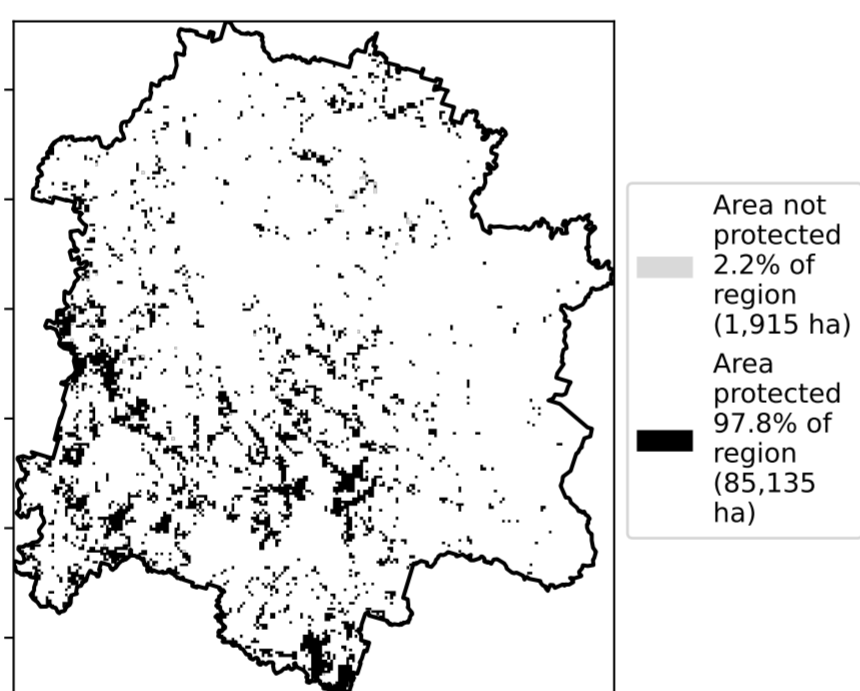 Area not
protected
2.2% of
region
(1,915 ha)
Area
protected
97.8% of
region
(85,135
ha)